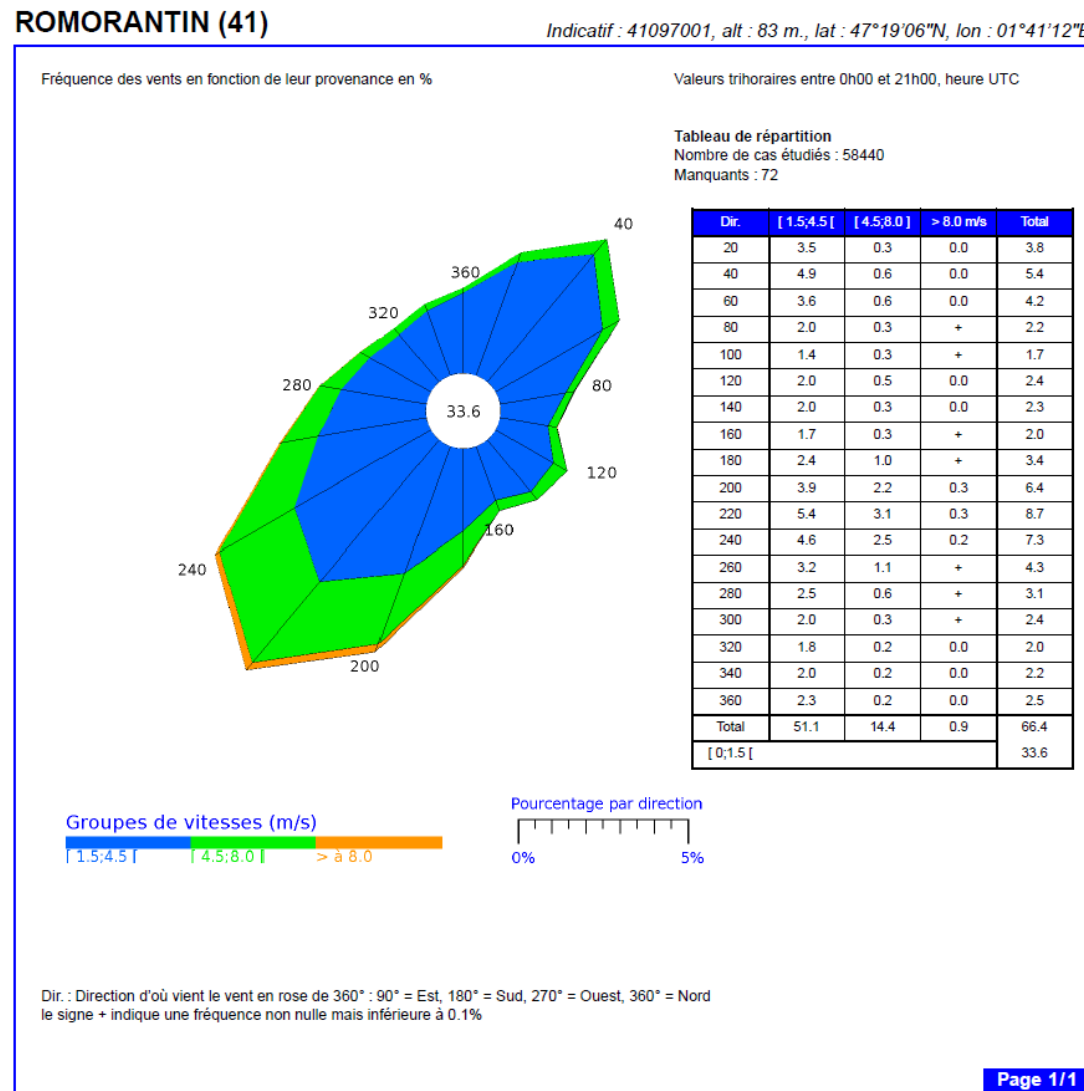 ROMORANTIN (41)
Indicatif : 41097001, alt : 83 m., lat : 47°19'06"N, lon : 01°41'12"E
Fréquence des vents en fonction de leur provenance en %
Valeurs trihoraires entre 0h00 et 21h00, heure UTC
Tableau de répartition
Nombre de cas étudiés : 58440
Manquants : 72
Dir. [ 1.5;4.5 [ [ 4.5;8.0 ] > 8.0 m/s Total
20 3.5 0.3 0.0 3.8
40 4.9 0.6 0.0 5.4
60 3.6 0.6 0.0 4.2
80 2.0 0.3 + 2.2
100 1.4 0.3 + 1.7
120 2.0 0.5 0.0 2.4
140 2.0 0.3 0.0 2.3
160 1.7 0.3 + 2.0
180 2.4 1.0 + 3.4
200 3.9 2.2 0.3 6.4
220 5.4 3.1 0.3 8.7
240 4.6 2.5 0.2 7.3
260 3.2 1.1 + 4.3
280 2.5 0.6 + 3.1
300 2.0 0.3 + 2.4
320 1.8 0.2 0.0 2.0
340 2.0 0.2 0.0 2.2
360 2.3 0.2 0.0 2.5
Total 51.1 14.4 0.9 66.4
[ 0;1.5 [ 33.6
40
360
320
280
80
33.6
120
160
240
200
Groupes de vitesses (m/s)
[ 1.5;4.5 [ [ 4.5;8.0 [ > à 8.0
Pourcentage par direction
0% 5%
Dir. : Direction d'où vient le vent en rose de 360° : 90° = Est, 180° = Sud, 270° = Ouest, 360° = Nord
le signe + indique une fréquence non nulle mais inférieure à 0.1%
Page 1/1